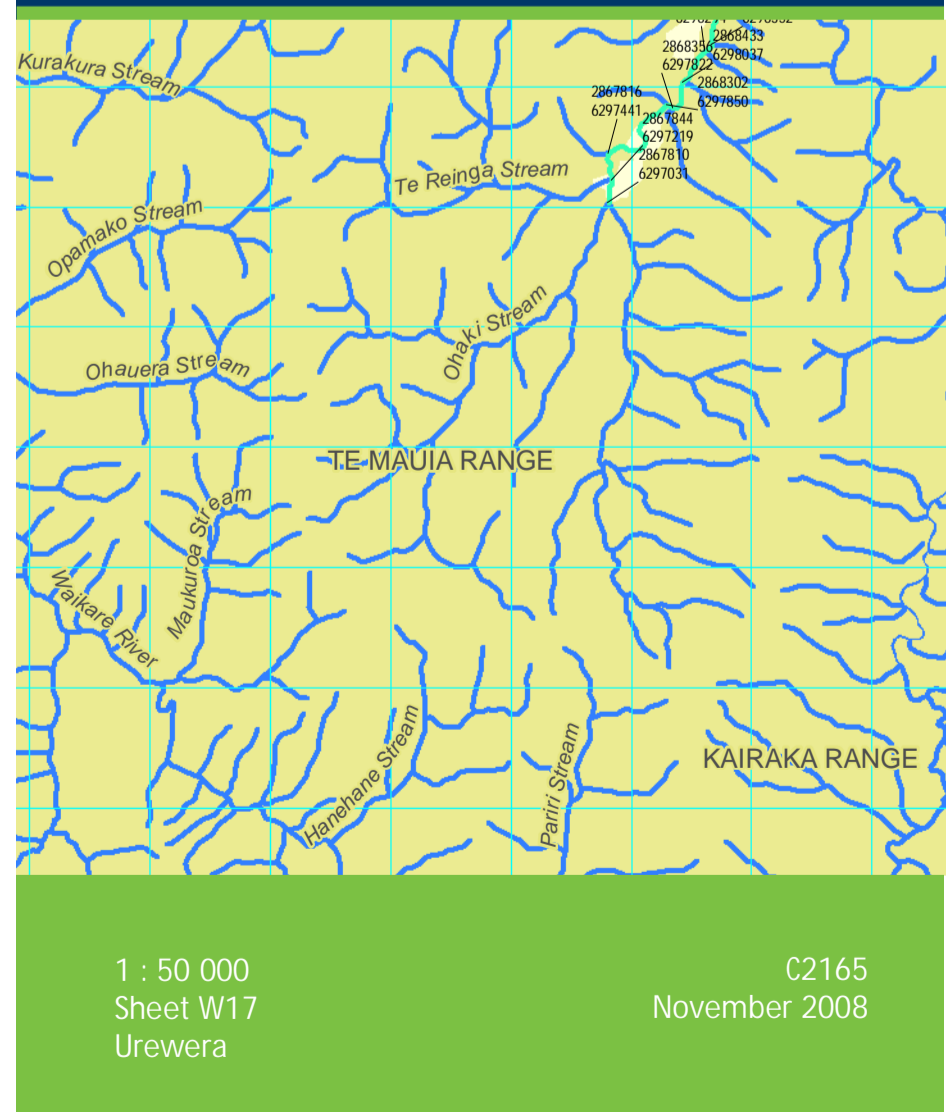 2868433
2868356
6298037
Kurakura Stream
6297822
2868302
2867816
6297850
6297441
2867844
6297219
2867810
Te Reinga Stream
6297031
Opamako Stream
Ohaki Stream
Ohauera Stream
TE MAUIA RANGE
Maukuroa Stream
Waikare River
Hanehane Stream
Pariri Stream
KAIRAKA RANGE
1 : 50 000
Sheet W17
Urewera
C2165
November 2008